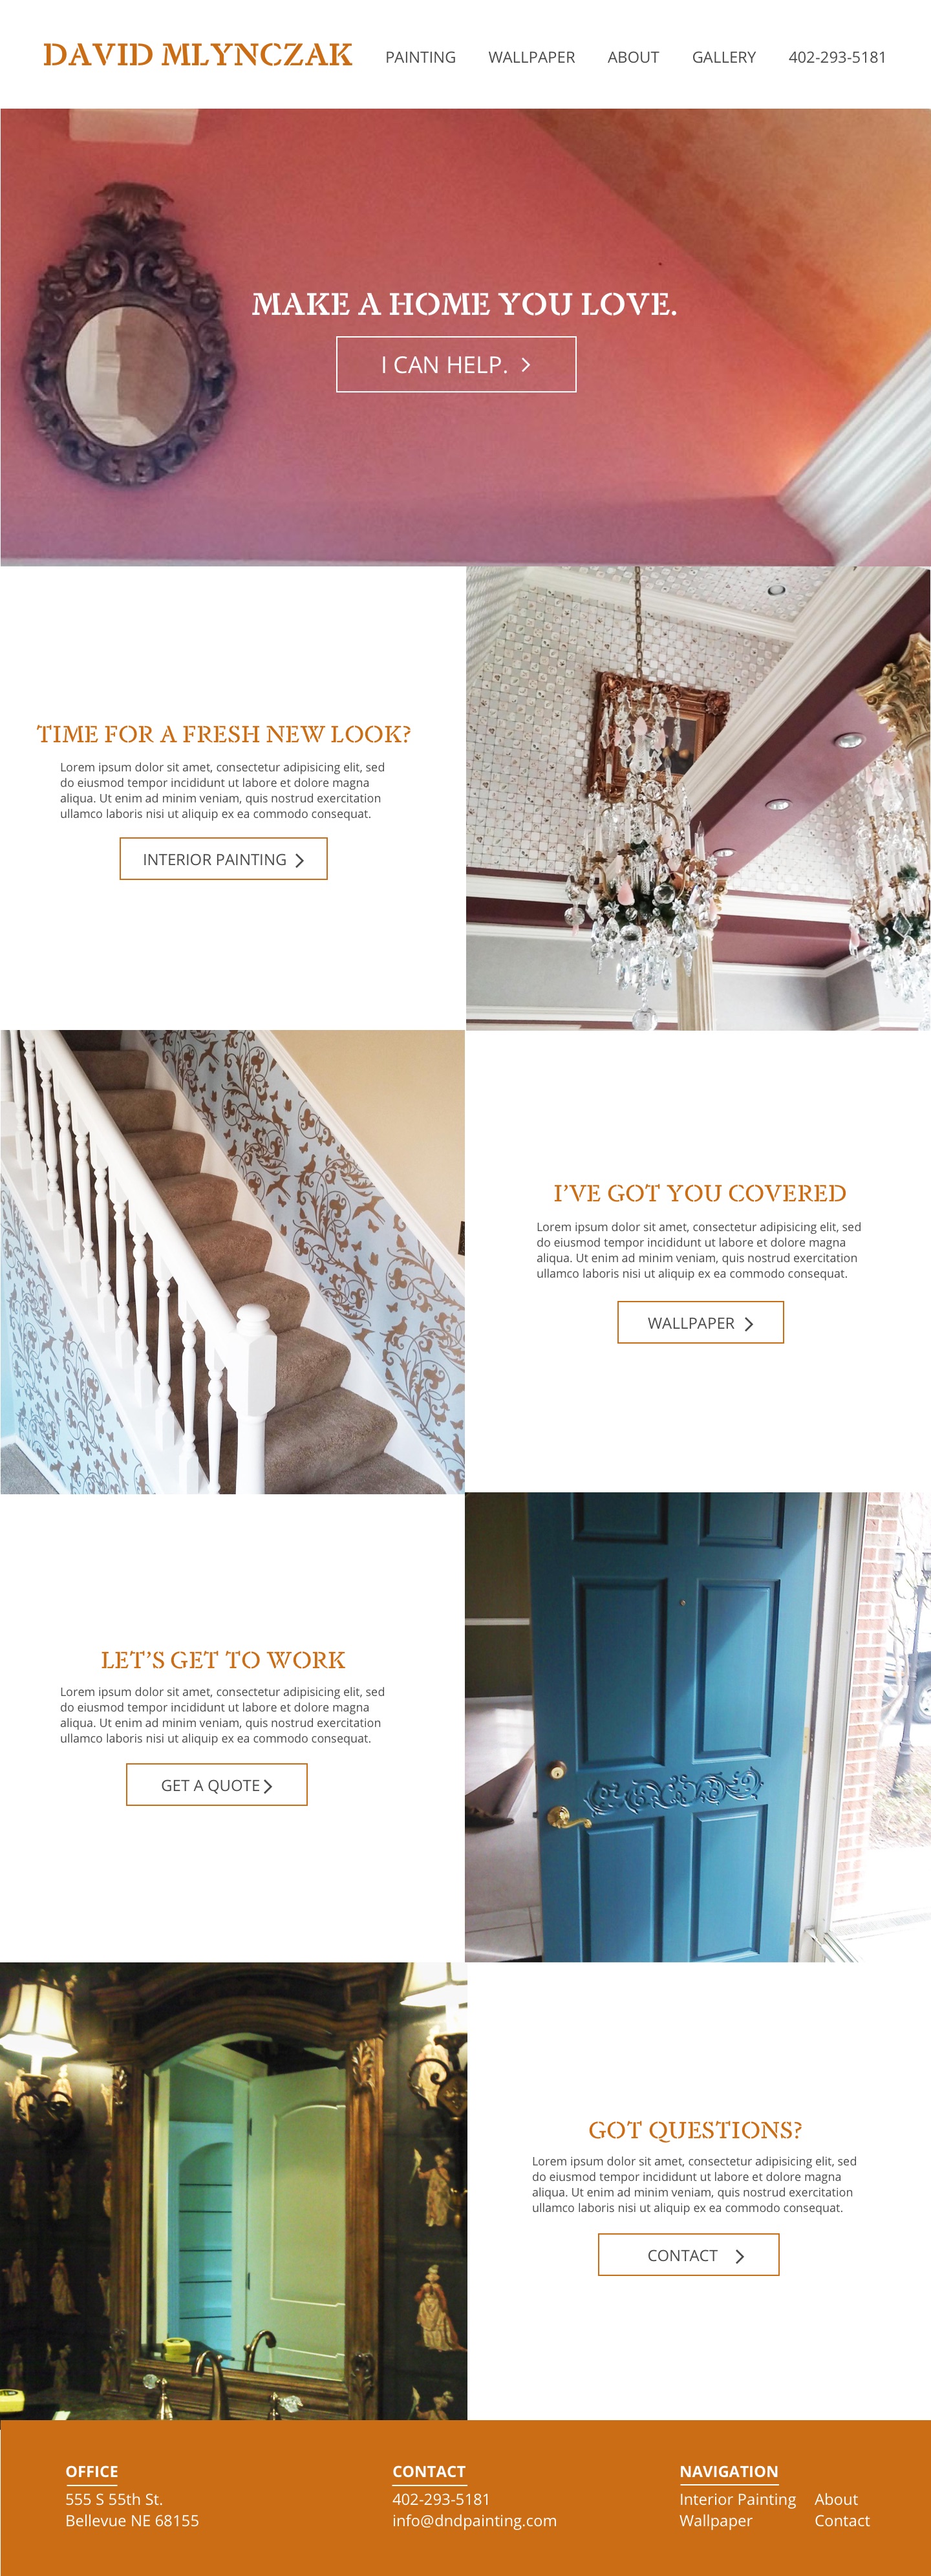 DAVID MLYNCZAK PAINTING WALLPAPER ABOUT GALLERY 402-293-5181
MAKE A HOME YOU LOVE.
I CAN HELP.
TIME FOR A FRESH NEW LOOK?
Lorem ipsum dolor sit amet, consectetur adipisicing elit, sed
do eiusmod tempor incididunt ut labore et dolore magna
aliqua. Ut enim ad minim veniam, quis nostrud exercitation
ullamco laboris nisi ut aliquip ex ea commodo consequat.
INTERIOR PAINTING
I'VE GOT YOU COVERED
Lorem ipsum dolor sit amet, consectetur adipisicing elit, sed
do eiusmod tempor incididunt ut labore et dolore magna
aliqua. Ut enim ad minim veniam, quis nostrud exercitation
ullamco laboris nisi ut aliquip ex ea commodo consequat.
WALLPAPER
LET'S GET TO WORK
Lorem ipsum dolor sit amet, consectetur adipisicing elit, sed
do eiusmod tempor incididunt ut labore et dolore magna
aliqua. Ut enim ad minim veniam, quis nostrud exercitation
ullamco laboris nisi ut aliquip ex ea commodo consequat.
GET A QUOTE
GOT QUESTIONS?
Lorem ipsum dolor sit amet, consectetur adipisicing elit, sed
do eiusmod tempor incididunt ut labore et dolore magna
aliqua. Ut enim ad minim veniam, quis nostrud exercitation
ullamco laboris nisi ut aliquip ex ea commodo consequat.
CONTACT
OFFICE
555 S 55th St.
Bellevue NE 68155
CONTACT
402-293-5181
info@dndpainting.com
NAVIGATION
Interior Painting About
Wallpaper Contact